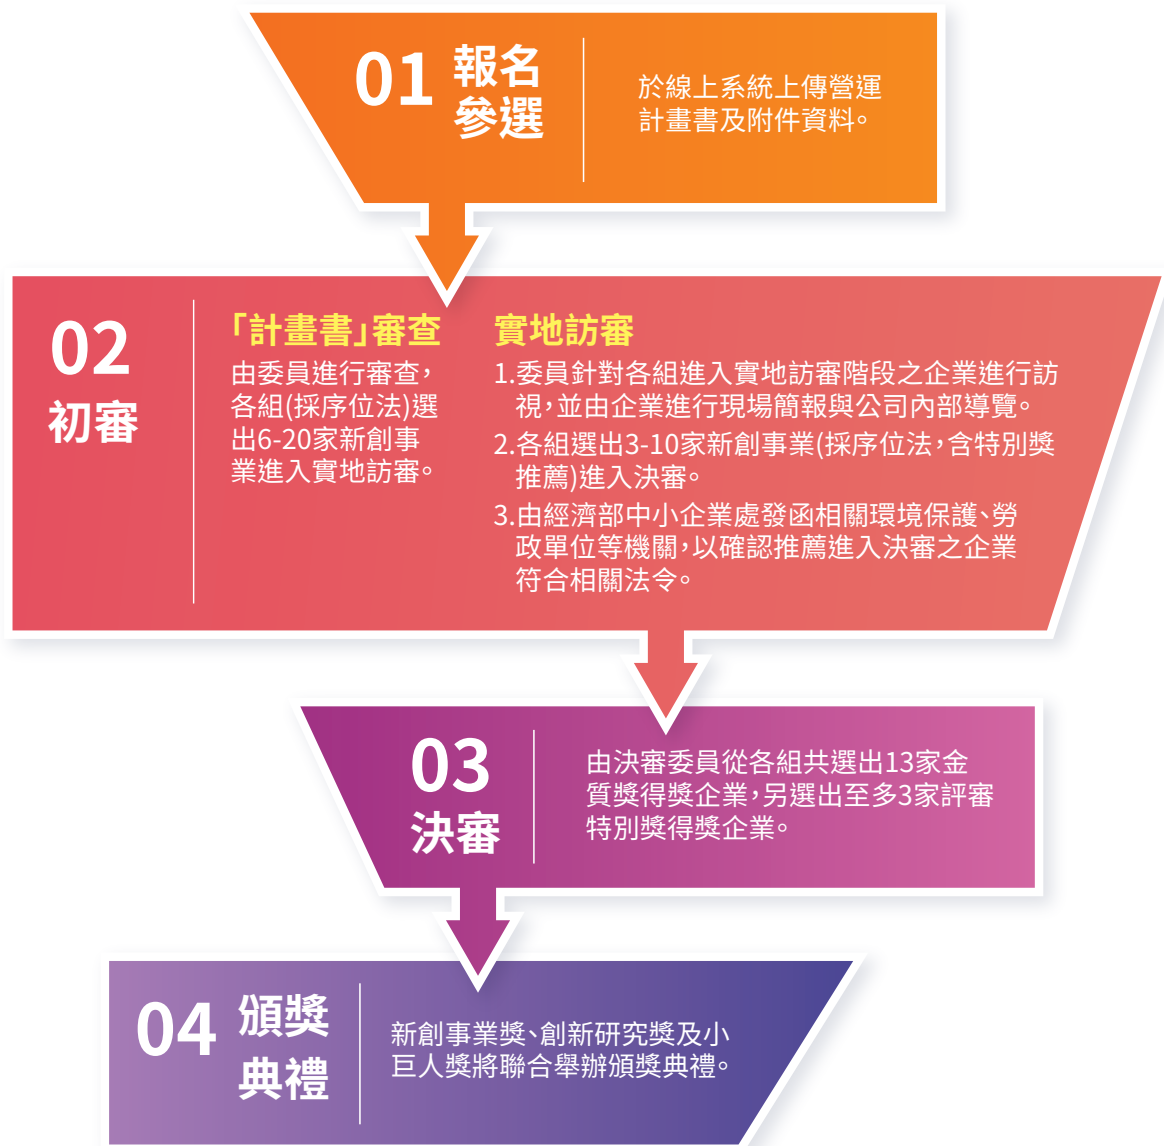 01
報名
參選
於線上系統上傳營運
計畫書及附件資料。
02
初審
「計畫書」審查
由委員進行審查，
各組(採序位法)選
出6-20家新創事
業進入實地訪審。
實地訪審
1.委員針對各組進入實地訪審階段之企業進行訪
視，並由企業進行現場簡報與公司內部導覽。
2.各組選出3-10家新創事業(採序位法，含特別獎
推薦)進入決審。
3.由經濟部中小企業處發函相關環境保護、勞
政單位等機關，以確認推薦進入決審之企業
符合相關法令。
03
決審
由決審委員從各組共選出13家金
質獎得獎企業，另選出至多3家評審
特別獎得獎企業。
04
頒獎
典禮
新創事業獎、創新研究獎及小
巨人獎將聯合舉辦頒獎典禮。